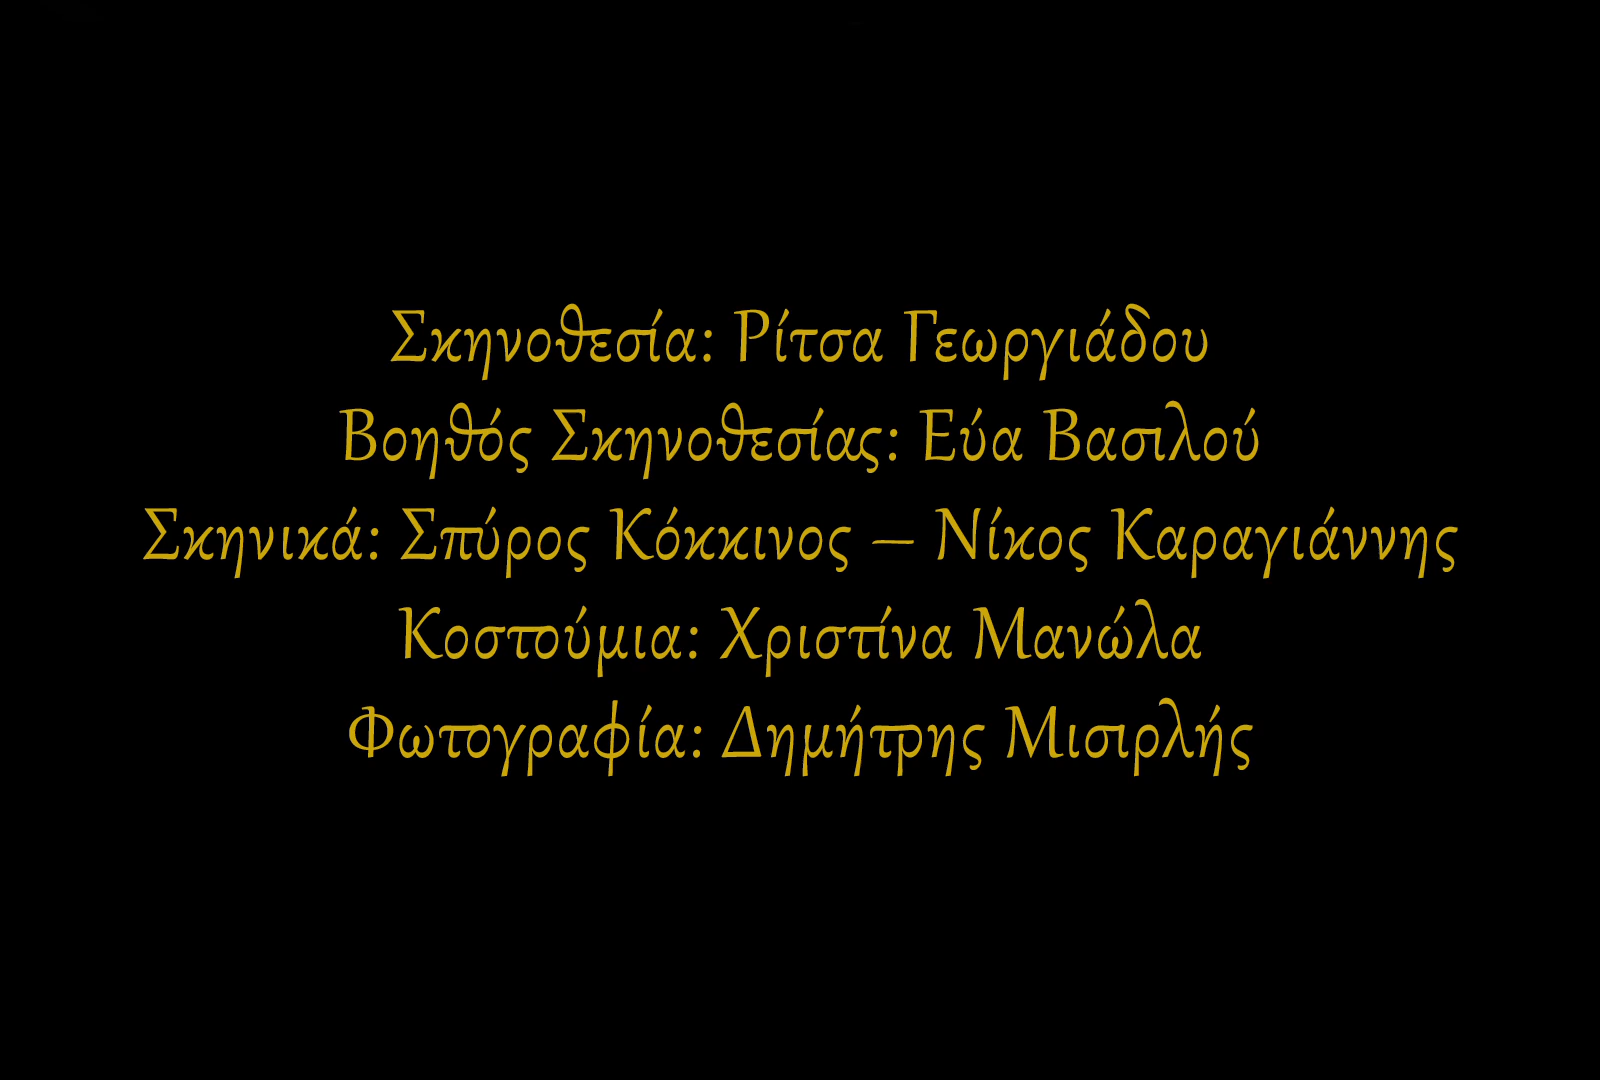 Σκηνοθεσία: Ρίτσα Γεωργιάδου
Βοηθός Σκηνοθεσίας: Εύα Βασιλού
Σκηνικά: Σπύρος Κόκκινος – Νίκος Καραγιάννης
Κοστούμια: Χριστίνα Μανώλα
Φωτογραφία: Δημήτρης Μισιρλής